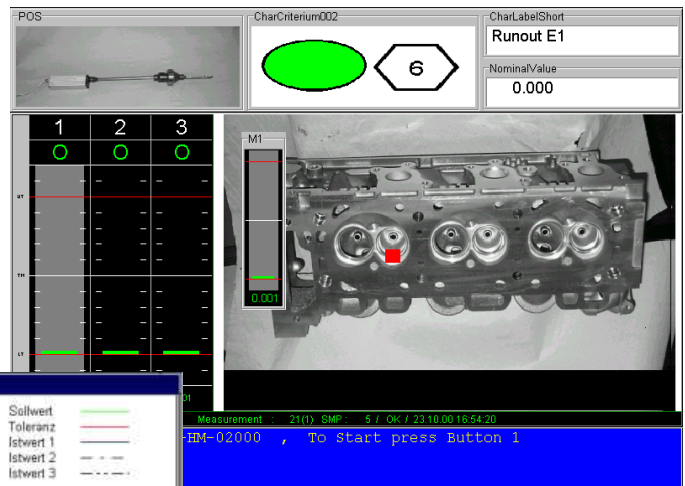 POS
CharCriterium002
6
CharLabelShort
Runout E1
NominalValue
0.000
1 2 3
M1
0.001
UT
TM
LT
01
Measurement : 21(1) SMP: 5 / OK / 23.10.00 16:54:20
-HM-02000 , To Start press Button 1
Sollwert
Toleranz
Istwert 1
Istwert 2
Istwert 3